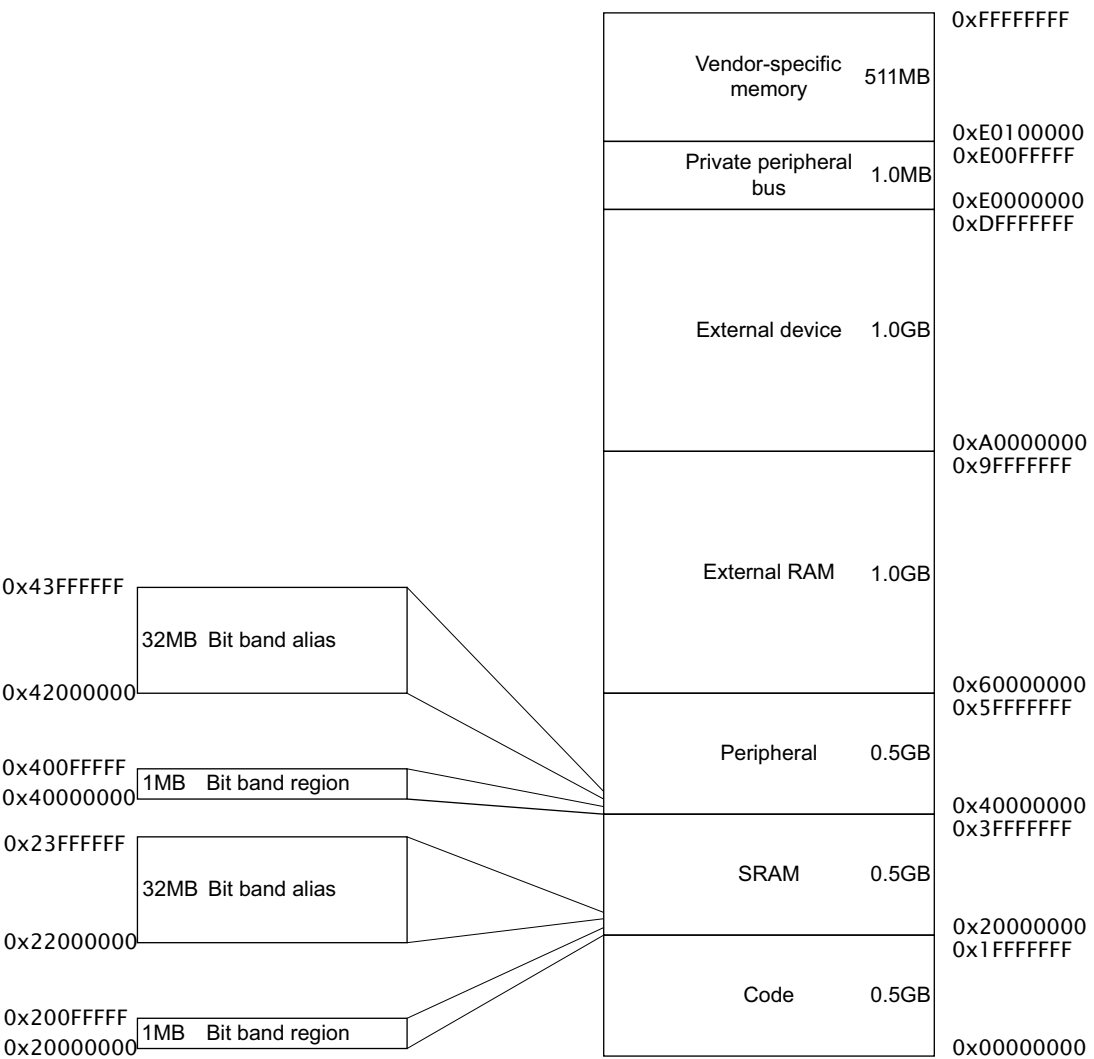 0xFFFFFFFF
Vendor-specific
memory
511MB
0xE0100000
0xE00FFFFF
Private peripheral
bus
1.0MB
0xE0000000
0xDFFFFFFF
External device 1.0GB
0xA0000000
0x9FFFFFFF
External RAM 1.0GB
0x60000000
0x5FFFFFFF
Peripheral 0.5GB
0x40000000
0x3FFFFFFF
SRAM 0.5GB
0x20000000
0x1FFFFFFF
Code 0.5GB
0x00000000
0x43FFFFFF
32MB Bit band alias
0x42000000
0x400FFFFF
1MB Bit band region
0x40000000
0x23FFFFFF
32MB Bit band alias
0x22000000
0x200FFFFF
1MB Bit band region
0x20000000